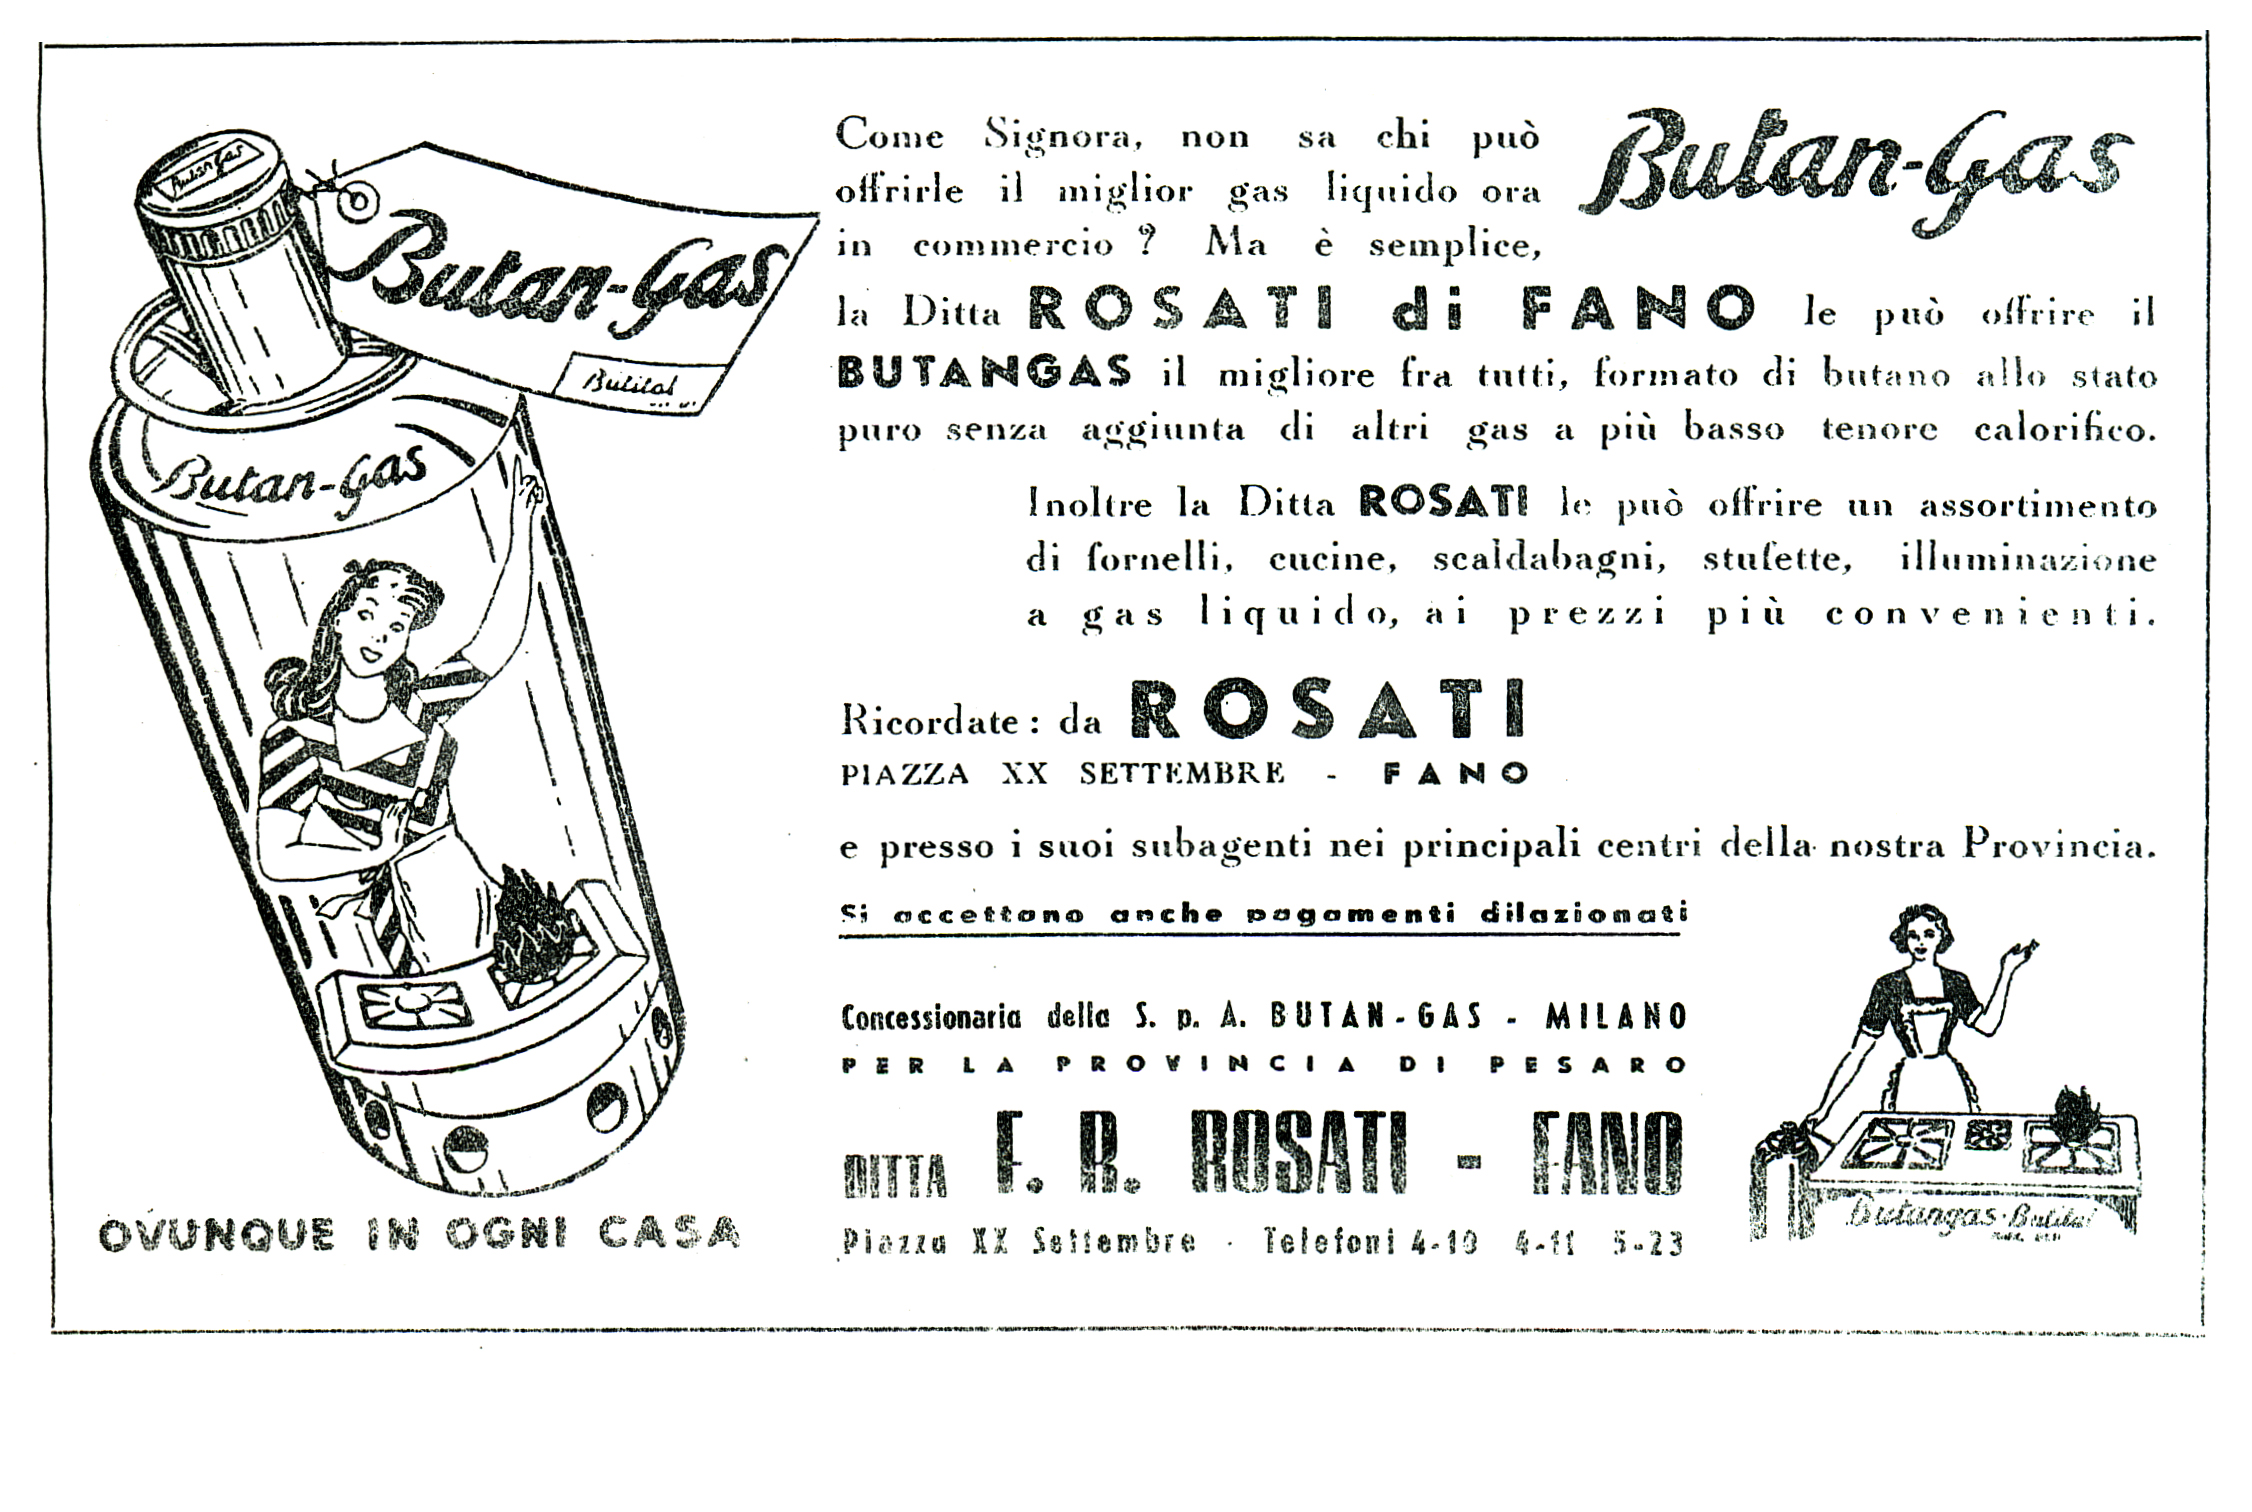 Butan-Gas
Butan-Gas
Butital
Butan-Gas
OVUNQUE IN OGNI CASA
Butan-Gas
Come Signora, non sa chi può
offrirle il miglior gas liquido ora
in commercio ? Ma è semplice,
la Ditta ROSATI di FANO le può offrire il
BUTANGAS il migliore fra tutti, formato di butano allo stato
puro senza aggiunta di altri gas a più basso tenore calorifico.
Inoltre la Ditta ROSATI le può offrire un assortimento
di fornelli, cucine, scaldabagni, stufette, illuminazione
a gas liquido, ai prezzi più convenienti.
Ricordate : da ROSATI
PIAZZA XX SETTEMBRE - FANO
e presso i suoi subagenti nei principali centri della nostra Provincia.
Si accettano anche pagamenti dilazionati
Concessionaria della S. p. A. BUTAN-GAS - MILANO
PER LA PROVINCIA DI PESARO
DITTA F. R. ROSATI - FANO
Piazza XX Settembre - Telefoni 4-10 4-11 5-23
Butangas - Butital